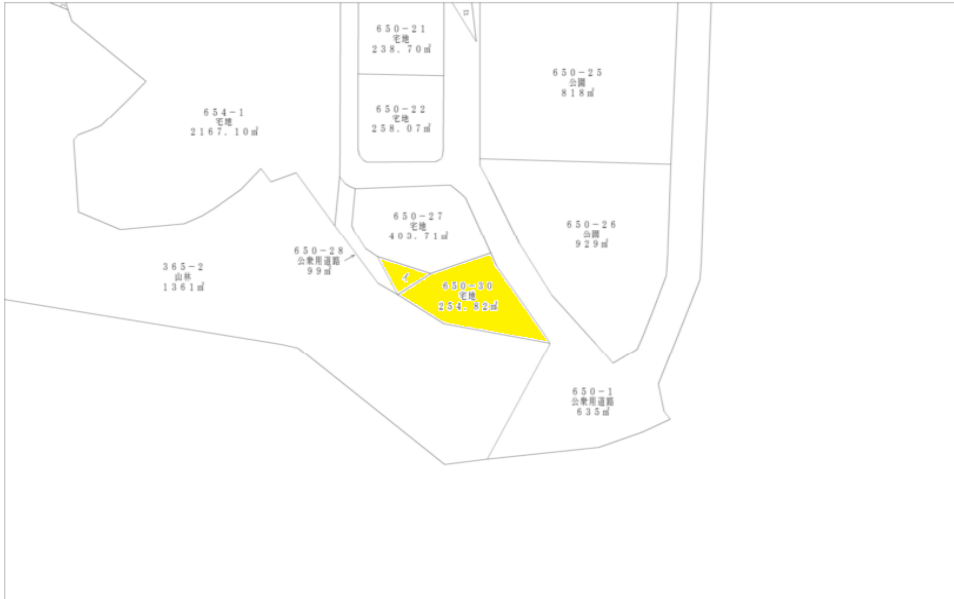 650-21
宅地
238.70㎡
650-25
公園
818㎡
650-22
宅地
258.07㎡
654-1
宅地
2167.10㎡
650-27
宅地
403.71㎡
650-26
公園
929㎡
650-28
公衆用道路
99㎡
365-2
山林
1361㎡
イ
650-30
宅地
254.82㎡
650-1
公衆用道路
635㎡